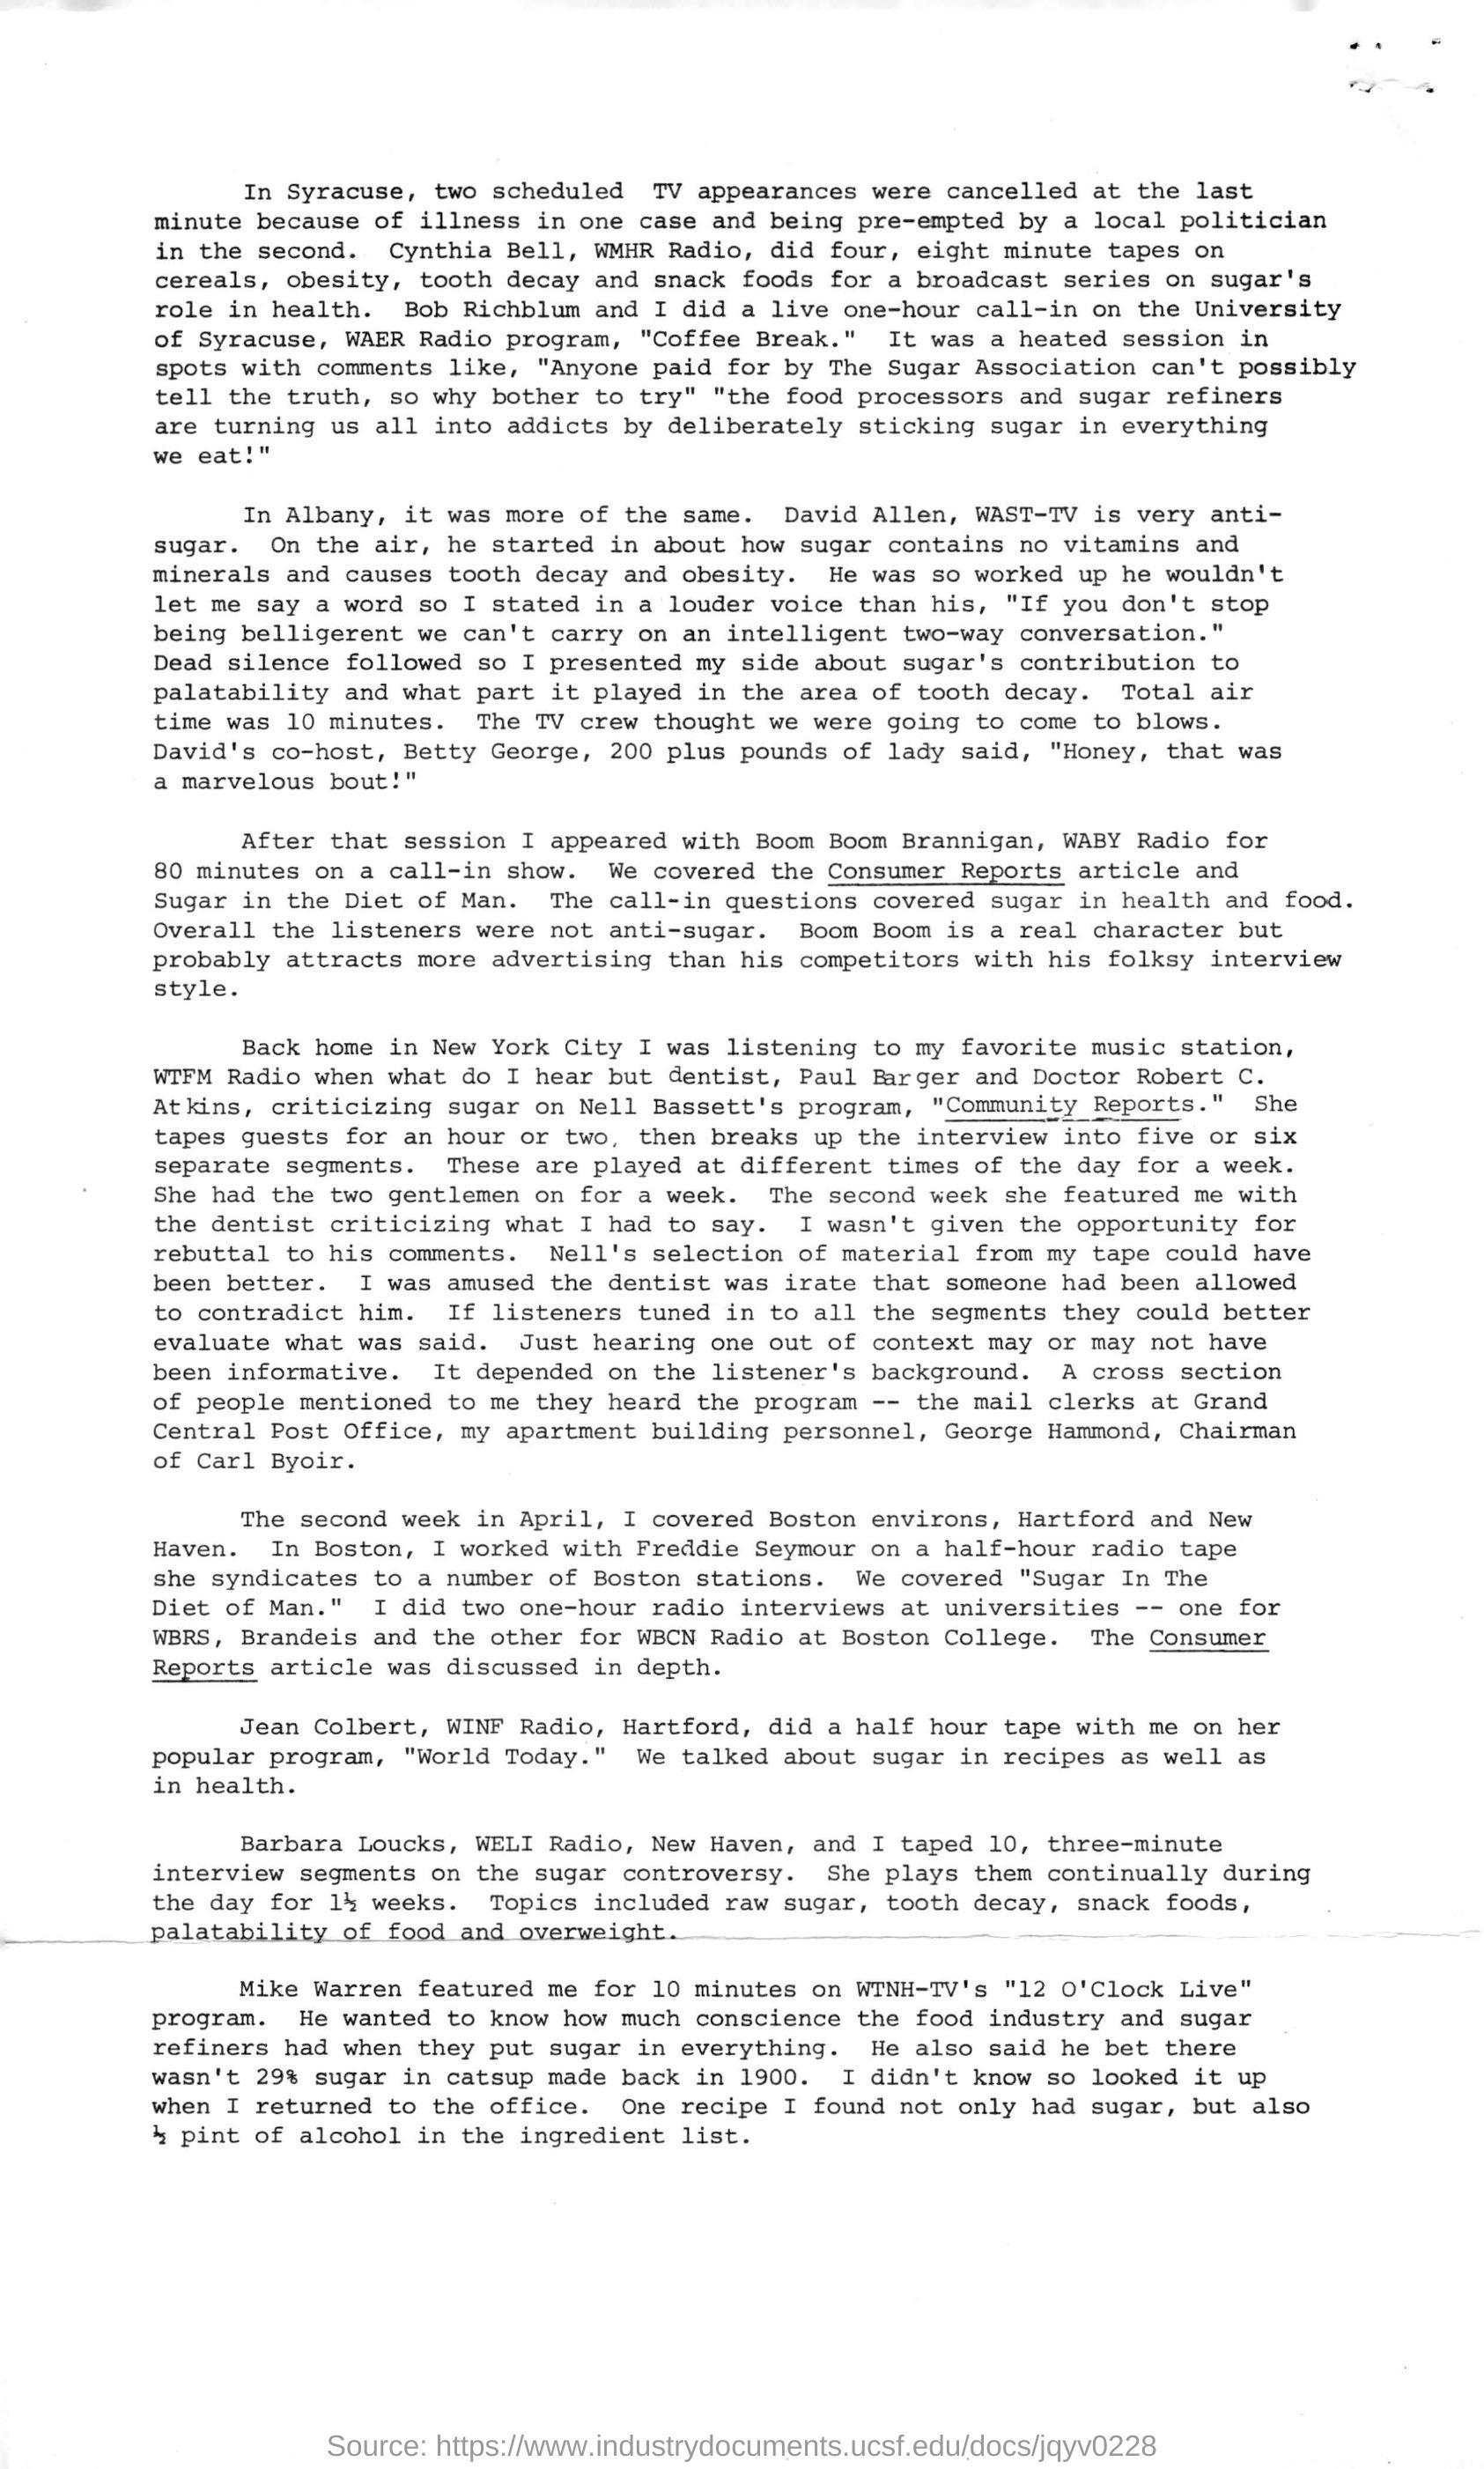 In Syracuse, two scheduled TV appearances were cancelled at the last
minute because of illness in one case and being pre-empted by a local politician
in the second. Cynthia Bell, WMHR Radio, did four, eight minute tapes on
cereals, obesity, tooth decay and snack foods for a broadcast series on sugar's
role in health. Bob Richblum and I did a live one-hour call-in on the University
of Syracuse, WAER Radio program, "Coffee Break." It was a heated session in
spots with comments like, "Anyone paid for by The Sugar Association can't possibly
tell the truth, so why bother to try" "the food processors and sugar refiners
are turning us all into addicts by deliberately sticking sugar in everything
we eat!"
In Albany, it was more of the same. David Allen, WAST-TV is very anti-
sugar. On the air, he started in about how sugar contains no vitamins and
minerals and causes tooth decay and obesity. He was so worked up he wouldn't
let me say a word so I stated in a louder voice than his, "If you don't stop
being belligerent we can't carry on an intelligent two-way conversation."
Dead silence followed so I presented my side about sugar's contribution to
palatability and what part it played in the area of tooth decay. Total air
time was 10 minutes. The TV crew thought we were going to come to blows.
David's co-host, Betty George, 200 plus pounds of lady said, "Honey, that was
a marvelous bout!"
After that session I appeared with Boom Boom Brannigan, WABY Radio for
80 minutes on a call-in show. We covered the Consumer Reports article and
Sugar in the Diet of Man. The call-in questions covered sugar in health and food.
Overall the listeners were not anti-sugar. Boom Boom is a real character but
probably attracts more advertising than his competitors with his folksy interview
style.
Back home in New York City I was listening to my favorite music station,
WTFM Radio when what do I hear but dentist, Paul Barger and Doctor Robert C.
Atkins, criticizing sugar on Nell Bassett's program, "Community Reports." She
tapes guests for an hour or two, then breaks up the interview into five or six
separate segments. These are played at different times of the day for a week.
She had the two gentlemen on for a week. The second week she featured me with
the dentist criticizing what I had to say. I wasn't given the opportunity for
rebuttal to his comments. Nell's selection of material from my tape could have
been better. I was amused the dentist was irate that someone had been allowed
to contradict him. If listeners tuned in to all the segments they could better
evaluate what was said. Just hearing one out of context may or may not have
been informative. It depended on the listener's background. A cross section
of people mentioned to me they heard the program -- the mail clerks at Grand
Central Post Office, my apartment building personnel, George Hammond, Chairman
of Carl Byoir.
The second week in April, I covered Boston environs, Hartford and New
Haven. In Boston, I worked with Freddie Seymour on a half-hour radio tape
she syndicates to a number of Boston stations. We covered "Sugar In The
Diet of Man." I did two one-hour radio interviews at universities -- one for
WBRS, Brandeis and the other for WBCN Radio at Boston College. The Consumer
Reports article was discussed in depth.
Jean Colbert, WINF Radio, Hartford, did a half hour tape with me on her
popular program, "World Today." We talked about sugar in recipes as well as
in health.
Barbara Loucks, WELI Radio, New Haven, and I taped 10, three-minute
interview segments on the sugar controversy. She plays them continually during
the day for 1½ weeks. Topics included raw sugar, tooth decay, snack foods,
palatability of food and overweight.
Mike Warren featured me for 10 minutes on WTNH-TV's "12 O'Clock Live"
program. He wanted to know how much conscience the food industry and sugar
refiners had when they put sugar in everything. He also said he bet there
wasn't 29% sugar in catsup made back in 1900. I didn't know so looked it up
when I returned to the office. One recipe I found not only had sugar, but also
½ pint of alcohol in the ingredient list.
Source: https://www.industrydocuments.ucsf.edu/docs/jqyv0228